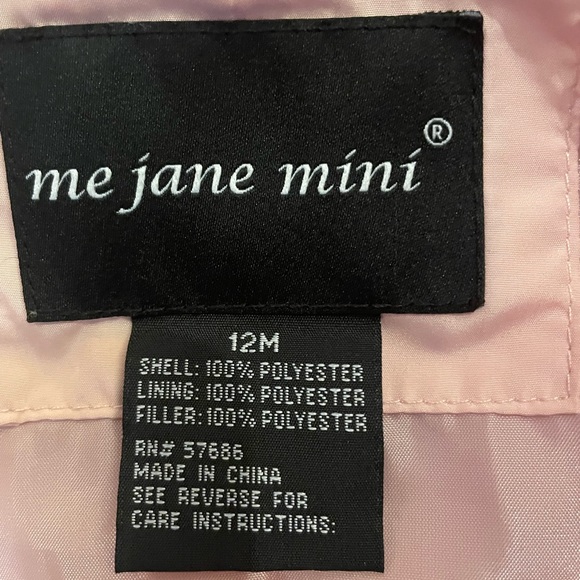 me jane mini®
12M
SHELL: 100% POLYESTER
LINING: 100% POLYESTER
FILLER: 100% POLYESTER
RN# 57686
MADE IN CHINA
SEE REVERSE FOR
CARE INSTRUCTIONS: